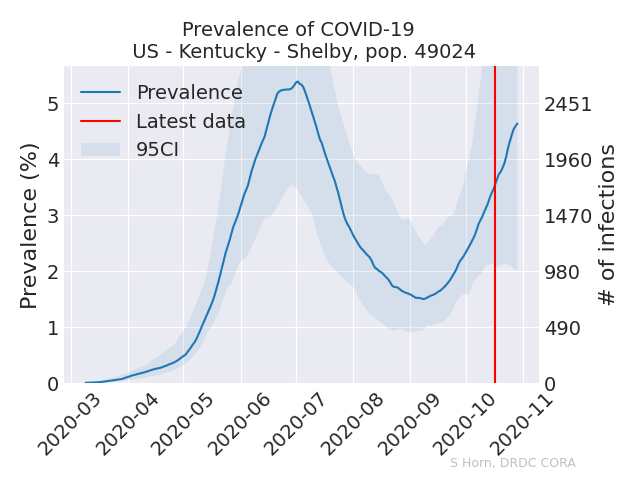 Prevalence of COVID-19
US - Kentucky - Shelby, pop. 49024
Prevalence
Latest data
95CI
Prevalence (%)
5
4
3
2
1
0
2451
1960
1470
980
490
0
# of infections
2020-03
2020-04
2020-05
2020-06
2020-07
2020-08
2020-09
2020-10
2020-11
S Horn, DRDC CORA